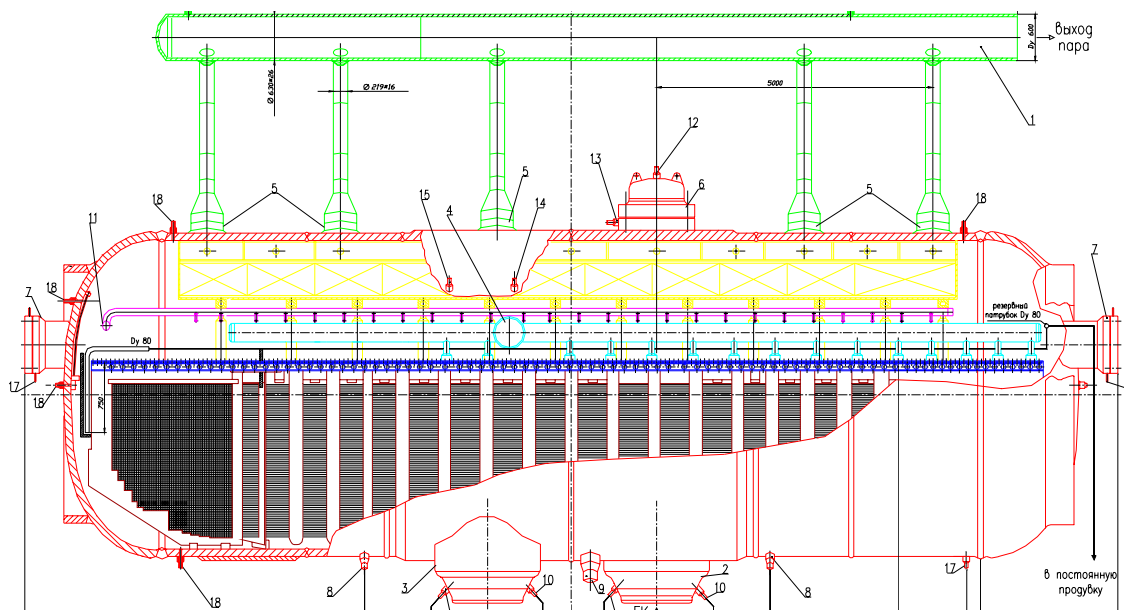 выход
пара
Dy 600
Ø 630*26
Ø 219*16
5000
1
12
13
6
5
5
5
15
4
14
18
18
11
18
7
7
резервный
патрубок Dy 80
Dy 80
17
18
750
18
8
3
10
9
2
10
8
17
в постоянную
продувку